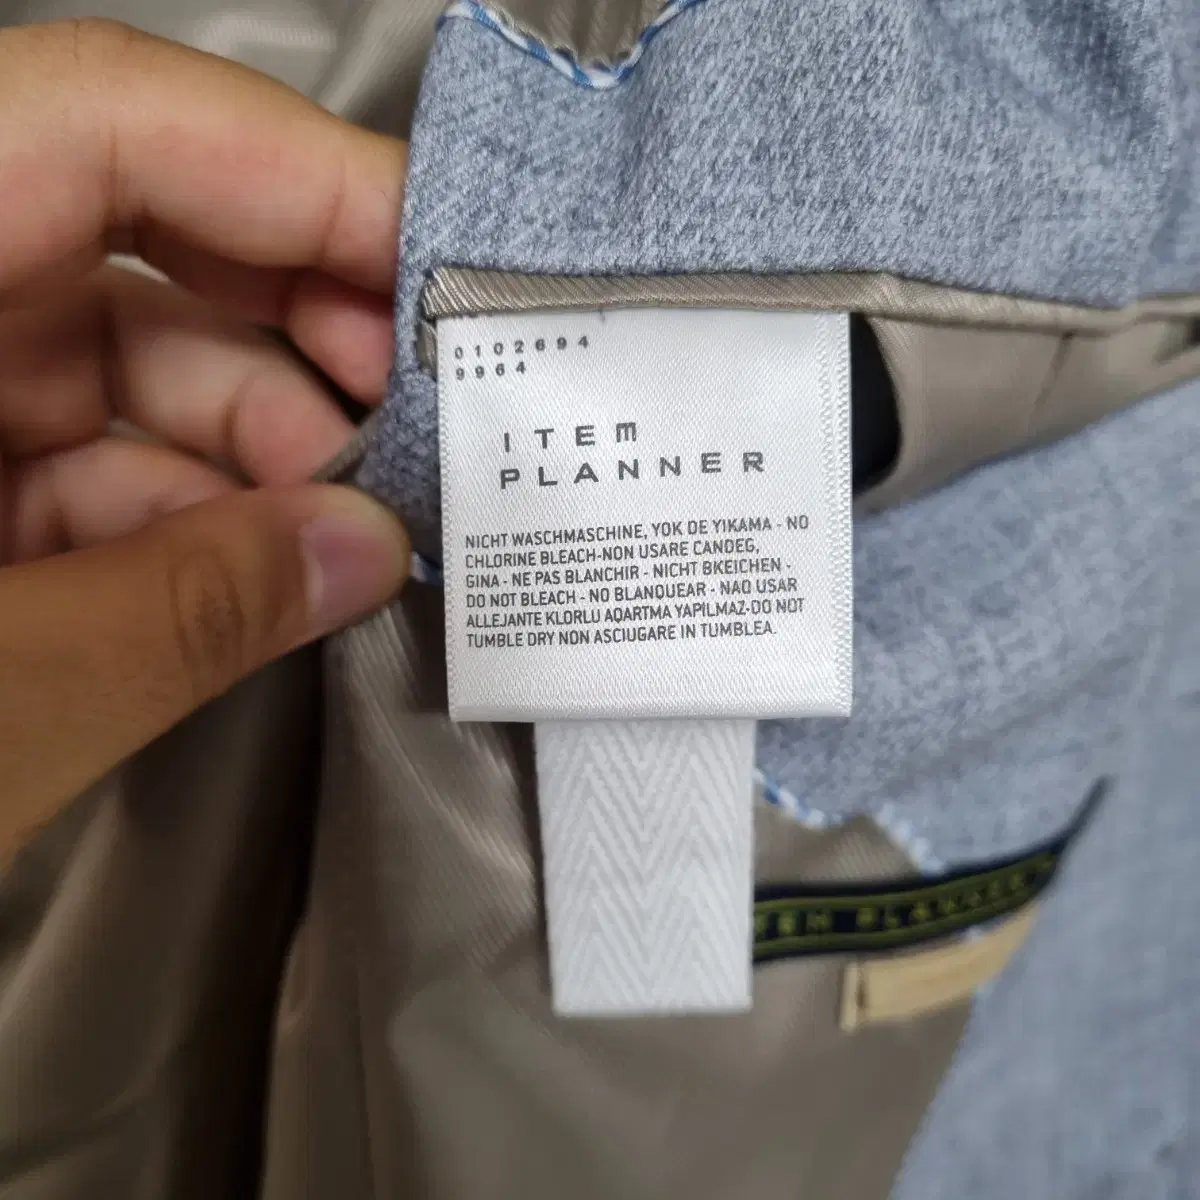 0102694
9964
ITEM
PLANNER
NICHT WASCHMASCHINE, YOK DE YIKAMA - NO
CHLORINE BLEACH-NON USARE CANDEG,
GINA - NE PAS BLANCHIR - NICHT BKEICHEN -
DO NOT BLEACH - NO BLANQUEAR - NAO USAR
ALLEJANTE KLORLU AQARTMA YAPILMAZ-DO NOT
TUMBLE DRY NON ASCIUGARE IN TUMBLEA.